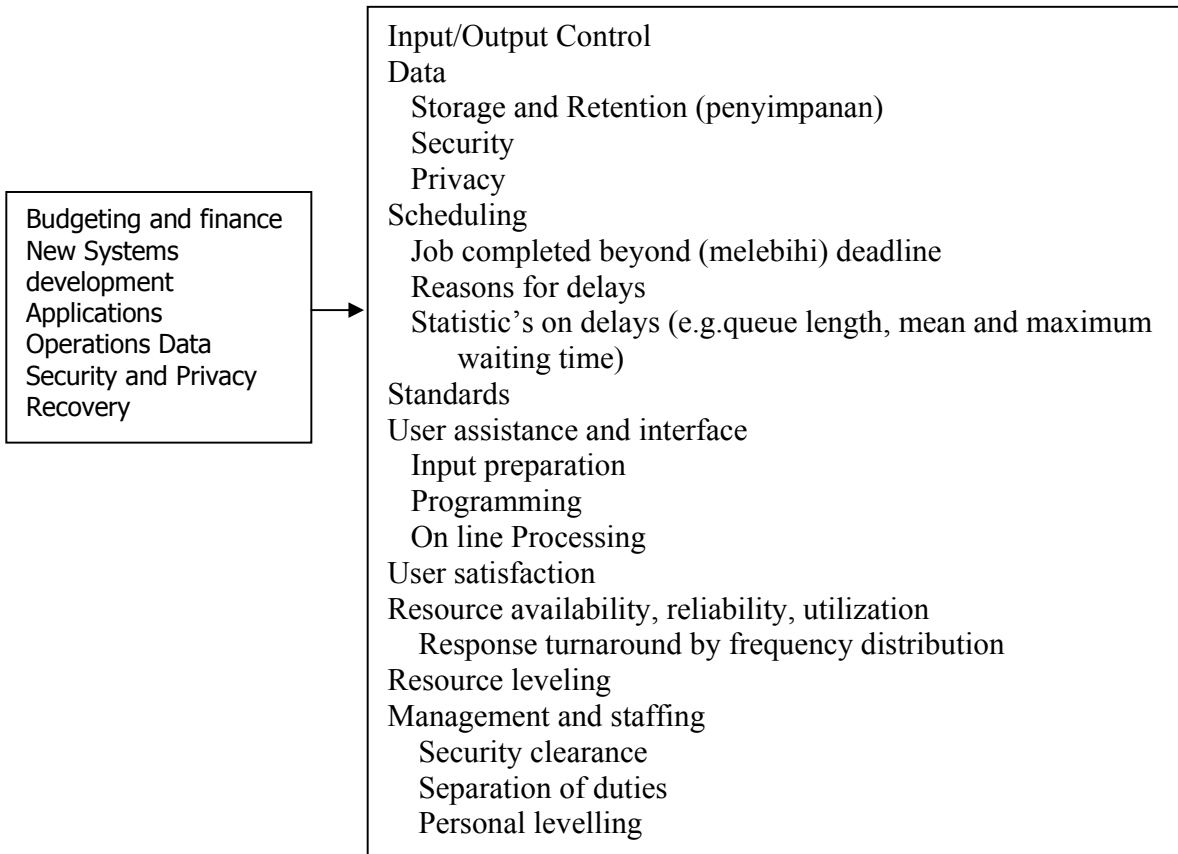 Budgeting and finance
New Systems
development
Applications
Operations Data
Security and Privacy
Recovery
Input/Output Control
Data
Storage and Retention (penyimpanan)
Security
Privacy
Scheduling
Job completed beyond (melebihi) deadline
Reasons for delays
Statistic’s on delays (e.g.queue length, mean and maximum
waiting time)
Standards
User assistance and interface
Input preparation
Programming
On line Processing
User satisfaction
Resource availability, reliability, utilization
Response turnaround by frequency distribution
Resource leveling
Management and staffing
Security clearance
Separation of duties
Personal levelling